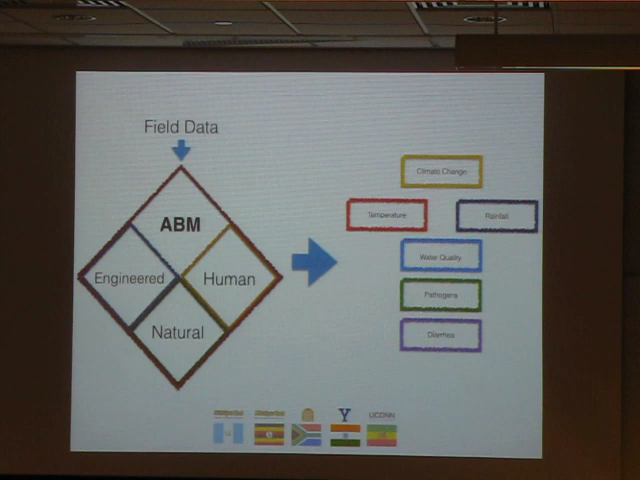 Field Data
ABM
Engineered
Human
Natural
Climate Change
Temperature
Rainfall
Water Quality
Pathogens
Diarrhea
Y
UCONN